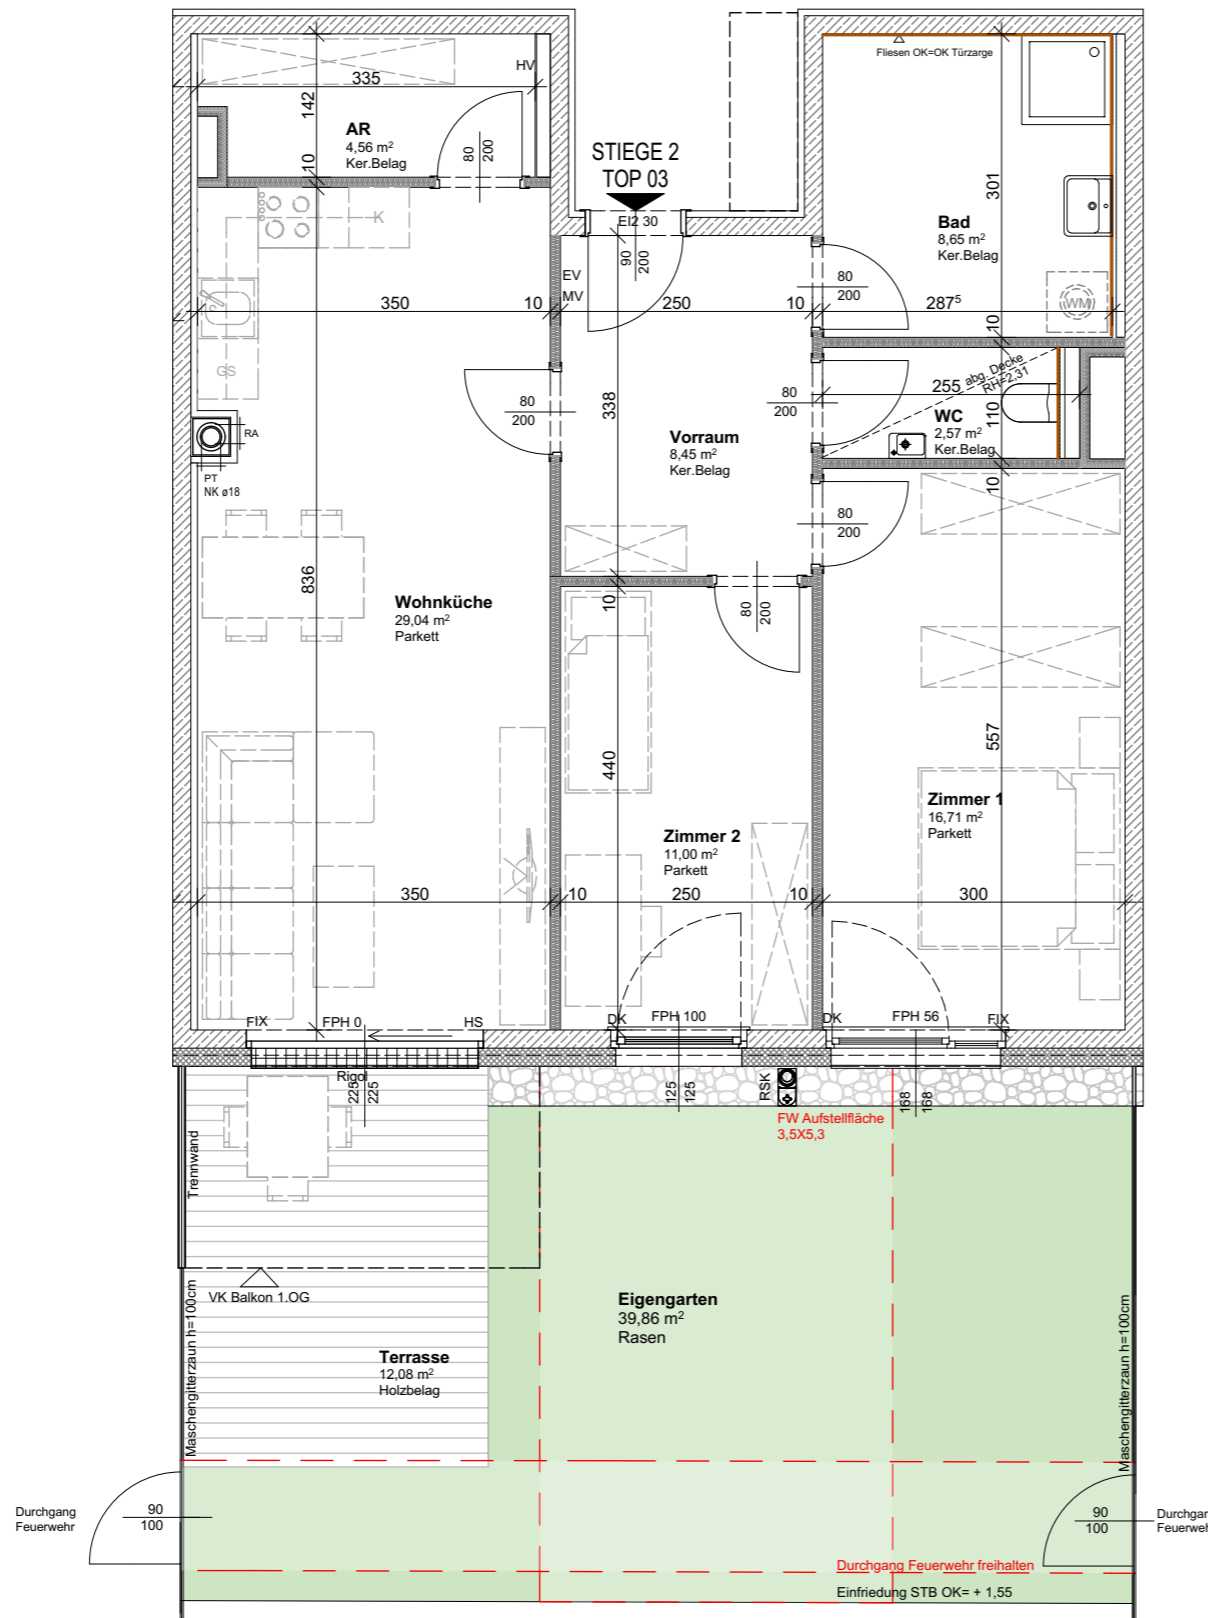 Fliesen OK=OK Türzarge
HV
335
142
10
AR
4,56 m²
Ker.Belag
80
200
STIEGE 2
TOP 03
EI2 30
90
200
301
Bad
8,65 m²
Ker.Belag
K
EV
MV
80
200
WM
350
10
250
10
287⁵
10
GS
abg. Decke
RH=2,31
255
110
WC
2,57 m²
Ker.Belag
80
200
80
200
338
RA
PT
NK ø18
Vorraum
8,45 m²
Ker.Belag
10
80
200
836
Wohnküche
29,04 m²
Parkett
10
80
200
440
557
Zimmer 1
16,71 m²
Parkett
Zimmer 2
11,00 m²
Parkett
350
10
250
10
300
FIX
FPH 0
HS
DK
FPH 100
DK
FPH 56
FIX
Rigol
225
225
125
125
RSK
168
168
FW Aufstellfläche
3,5X5,3
Trennwand
VK Balkon 1.OG
Maschengitterzaun h=100cm
Eigengarten
39,86 m²
Rasen
Maschengitterzaun h=100cm
Terrasse
12,08 m²
Holzbelag
Durchgang
Feuerwehr
90
100
90
100
Durchgan
Feuerweh
Durchgang Feuerwehr freihalten
Einfriedung STB OK= + 1,55